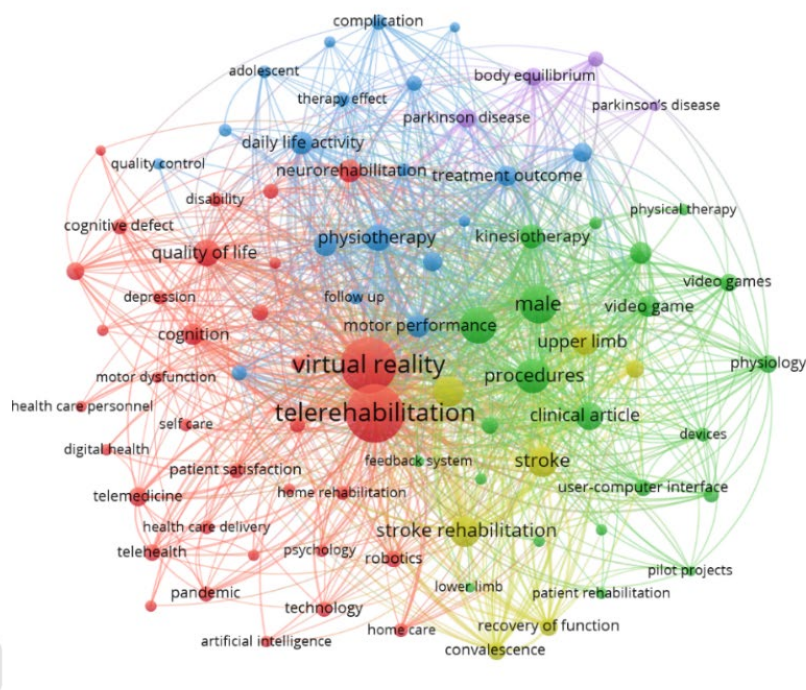 complication
adolescent
body equilibrium
therapy effect
parkinson's disease
parkinson disease
daily life activity
quality control
neurorehabilitation
treatment outcome
disability
physical therapy
cognitive defect
physiotherapy
kinesiotherapy
quality of life
video games
depression
follow up
male
video game
motor performance
cognition
upper limb
virtual reality
physiology
motor dysfunction
procedures
health care personnel
telerehabilitation
clinical article
self care
devices
digital health
feedback system
stroke
patient satisfaction
user-computer interface
telemedicine
home rehabilitation
health care delivery
stroke rehabilitation
telehealth
psychology
robotics
pilot projects
pandemic
lower limb
patient rehabilitation
technology
home care
recovery of function
artificial intelligence
convalescence